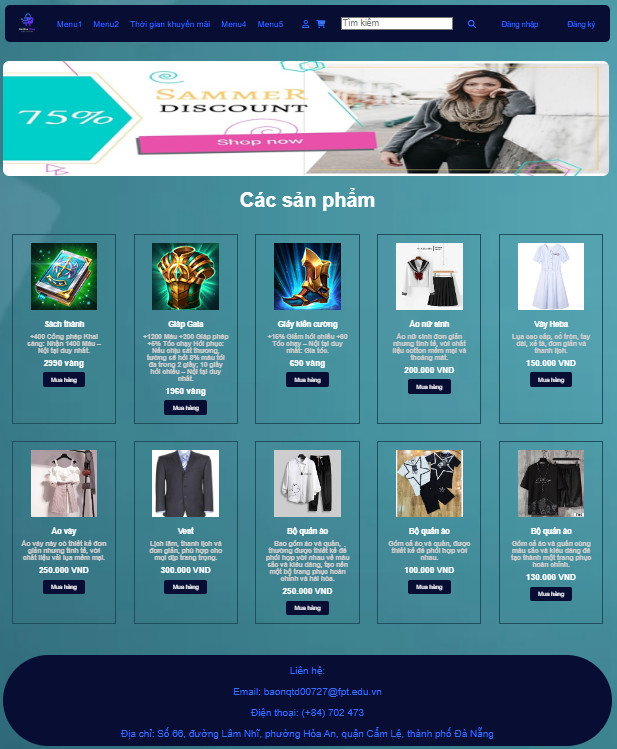 Menu1 Menu2 Thời gian khuyến mãi Menu4 Menu5 Tìm kiếm Đăng nhập Đăng ký
75%
SAMMER
DISCOUNT
Shop now
Các sản phẩm
Sách thánh
+400 Công pháp Khai
sáng: Nhận 1400 Máu –
Nội tại duy nhất.
2990 vàng
Mua hàng
Giáp Gaia
+1200 Máu +200 Giáp pháp
+5% Tốc chạy Hồi phục:
Nếu chịu sát thương,
tướng sẽ hồi 3% máu tối
đa trong 2 giây; 10 giây
hồi chiêu – Nội tại duy
nhất.
1960 vàng
Mua hàng
Giầy kiên cường
+15% Giảm hồi chiêu +60
Tốc chạy – Nội tại duy
nhất: Gia tốc.
690 vàng
Mua hàng
Áo nữ sinh
Áo nữ sinh đơn giản
nhưng tinh tế, với chất
liệu cotton mềm mại và
thoáng mát.
200.000 VND
Mua hàng
Váy Heba
Lụa cao cấp, cổ tròn, tay
dài, xẻ tà, đơn giản và
thanh lịch.
150.000 VND
Mua hàng
Áo váy
Áo váy này có thiết kế đơn
giản nhưng tinh tế, với
chất liệu vải lụa mềm mại.
250.000 VND
Mua hàng
Vest
Lịch lãm, thanh lịch và
đơn giản, phù hợp cho
mọi dịp trang trọng.
300.000 VND
Mua hàng
Bộ quần áo
Bao gồm áo và quần,
thường được thiết kế để
phối hợp với nhau về màu
sắc và kiểu dáng, tạo nên
một bộ trang phục hoàn
chỉnh và hài hòa.
250.000 VND
Mua hàng
Bộ quần áo
Gồm cả áo và quần, được
thiết kế để phối hợp với
nhau.
100.000 VND
Mua hàng
Bộ quần áo
Gồm cả áo và quần cùng
màu sắc và kiểu dáng để
tạo thành một trang phục
hoàn chỉnh.
130.000 VND
Mua hàng
Liên hệ:
Email: baonqtd00727@fpt.edu.vn
Điện thoại: (+84) 702 473
Địa chỉ: Số 66, đường Lâm Nhĩ, phường Hòa An, quận Cẩm Lệ, thành phố Đà Nẵng